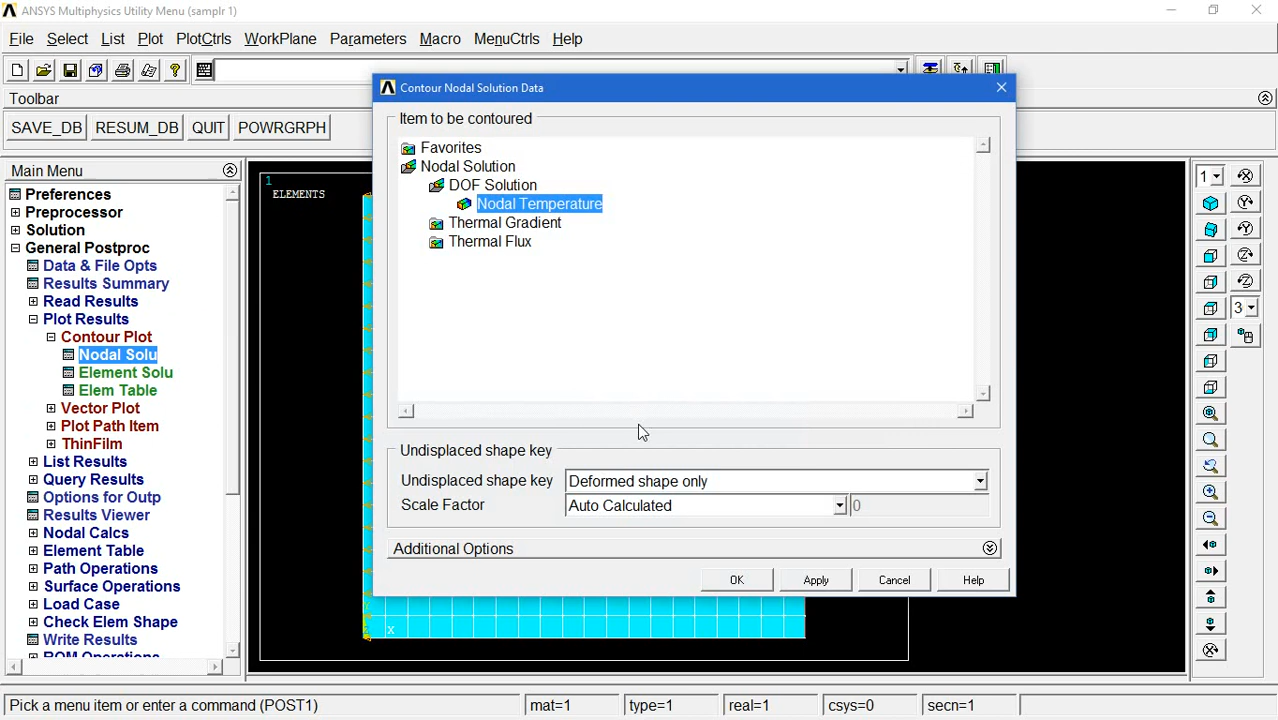 ANSYS Multiphysics Utility Menu (samplr 1)
File Select List Plot PlotCtrls WorkPlane Parameters Macro MenuCtrls Help
Toolbar
SAVE_DB RESUM_DB QUIT POWRGRPH
Main Menu
Preferences
Preprocessor
Solution
General Postproc
Data & File Opts
Results Summary
Read Results
Plot Results
Contour Plot
Nodal Solu
Element Solu
Elem Table
Vector Plot
Plot Path Item
ThinFilm
List Results
Query Results
Options for Outp
Results Viewer
Nodal Calcs
Element Table
Path Operations
Surface Operations
Load Case
Check Elem Shape
Write Results
ROM Operations
1
ELEMENTS
Y
X
Contour Nodal Solution Data
Item to be contoured
Favorites
Nodal Solution
DOF Solution
Nodal Temperature
Thermal Gradient
Thermal Flux
Undisplaced shape key
Undisplaced shape key Deformed shape only
Scale Factor Auto Calculated 0
Additional Options
OK Apply Cancel Help
1
3
Pick a menu item or enter a command (POST1) mat=1 type=1 real=1 csys=0 secn=1